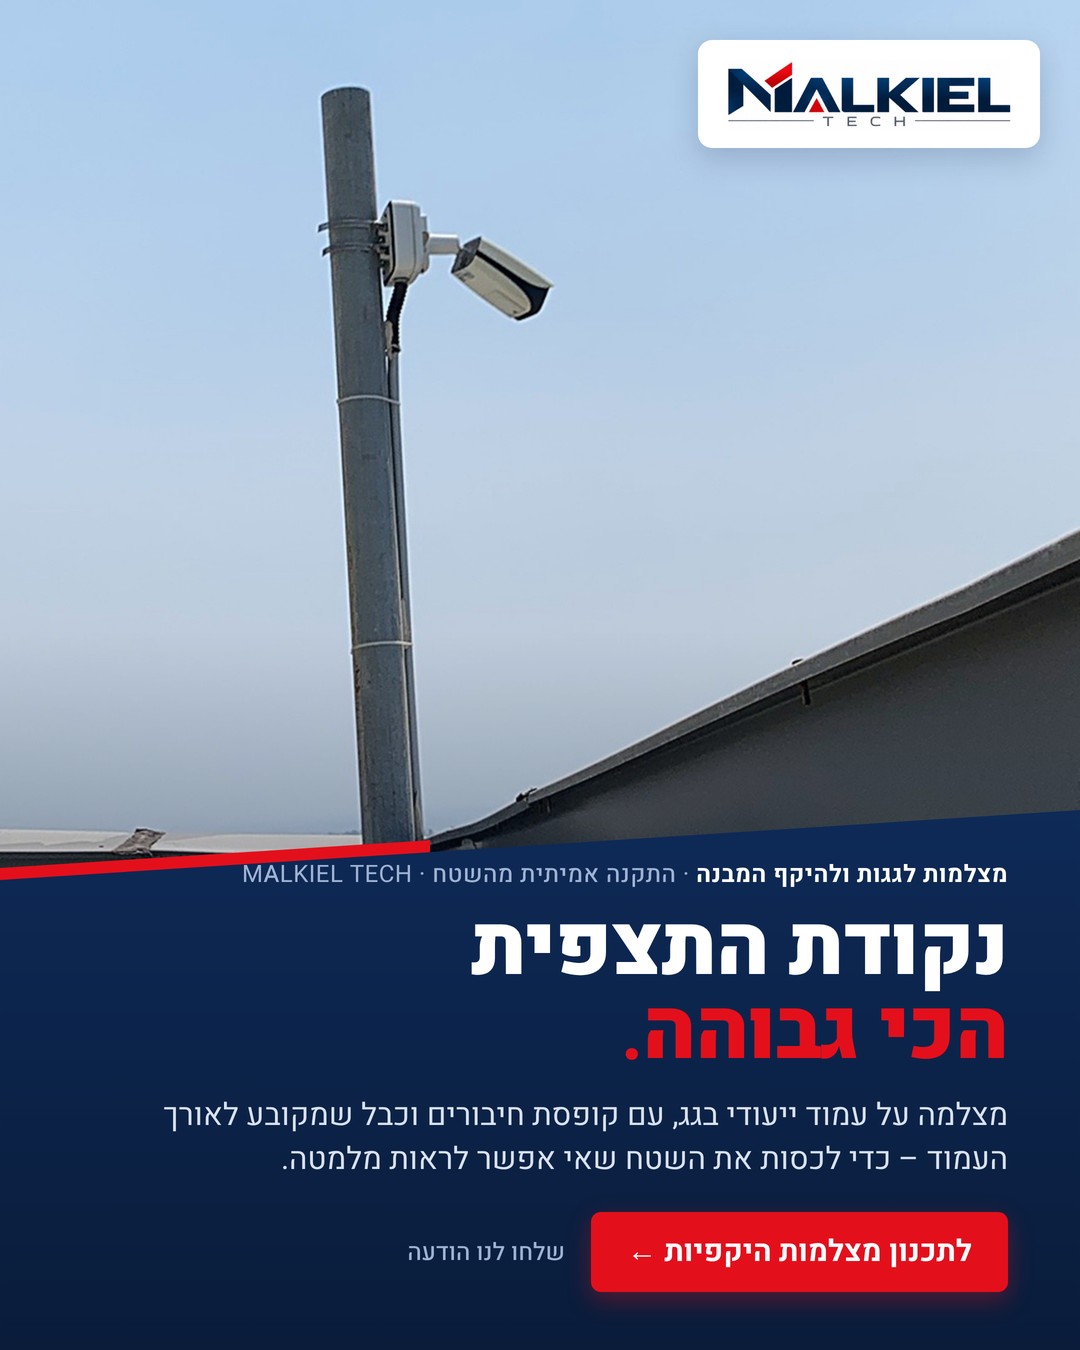 MALKIEL
TECH
מצלמות לגגות ולהיקף המבנה · התקנה אמיתית מהשטח · MALKIEL TECH
נקודת התצפית
הכי גבוהה.
מצלמה על עמוד ייעודי בגג, עם קופסת חיבורים וכבל שמקובע לאורך
העמוד – כדי לכסות את השטח שאי אפשר לראות מלמטה.
לתכנון מצלמות היקפיות ←
שלחו לנו הודעה